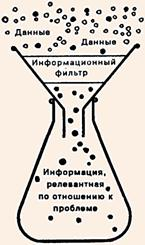 Данные
Данные
Информационный
фильтр
Информация,
релевантная
по отношению к
проблеме